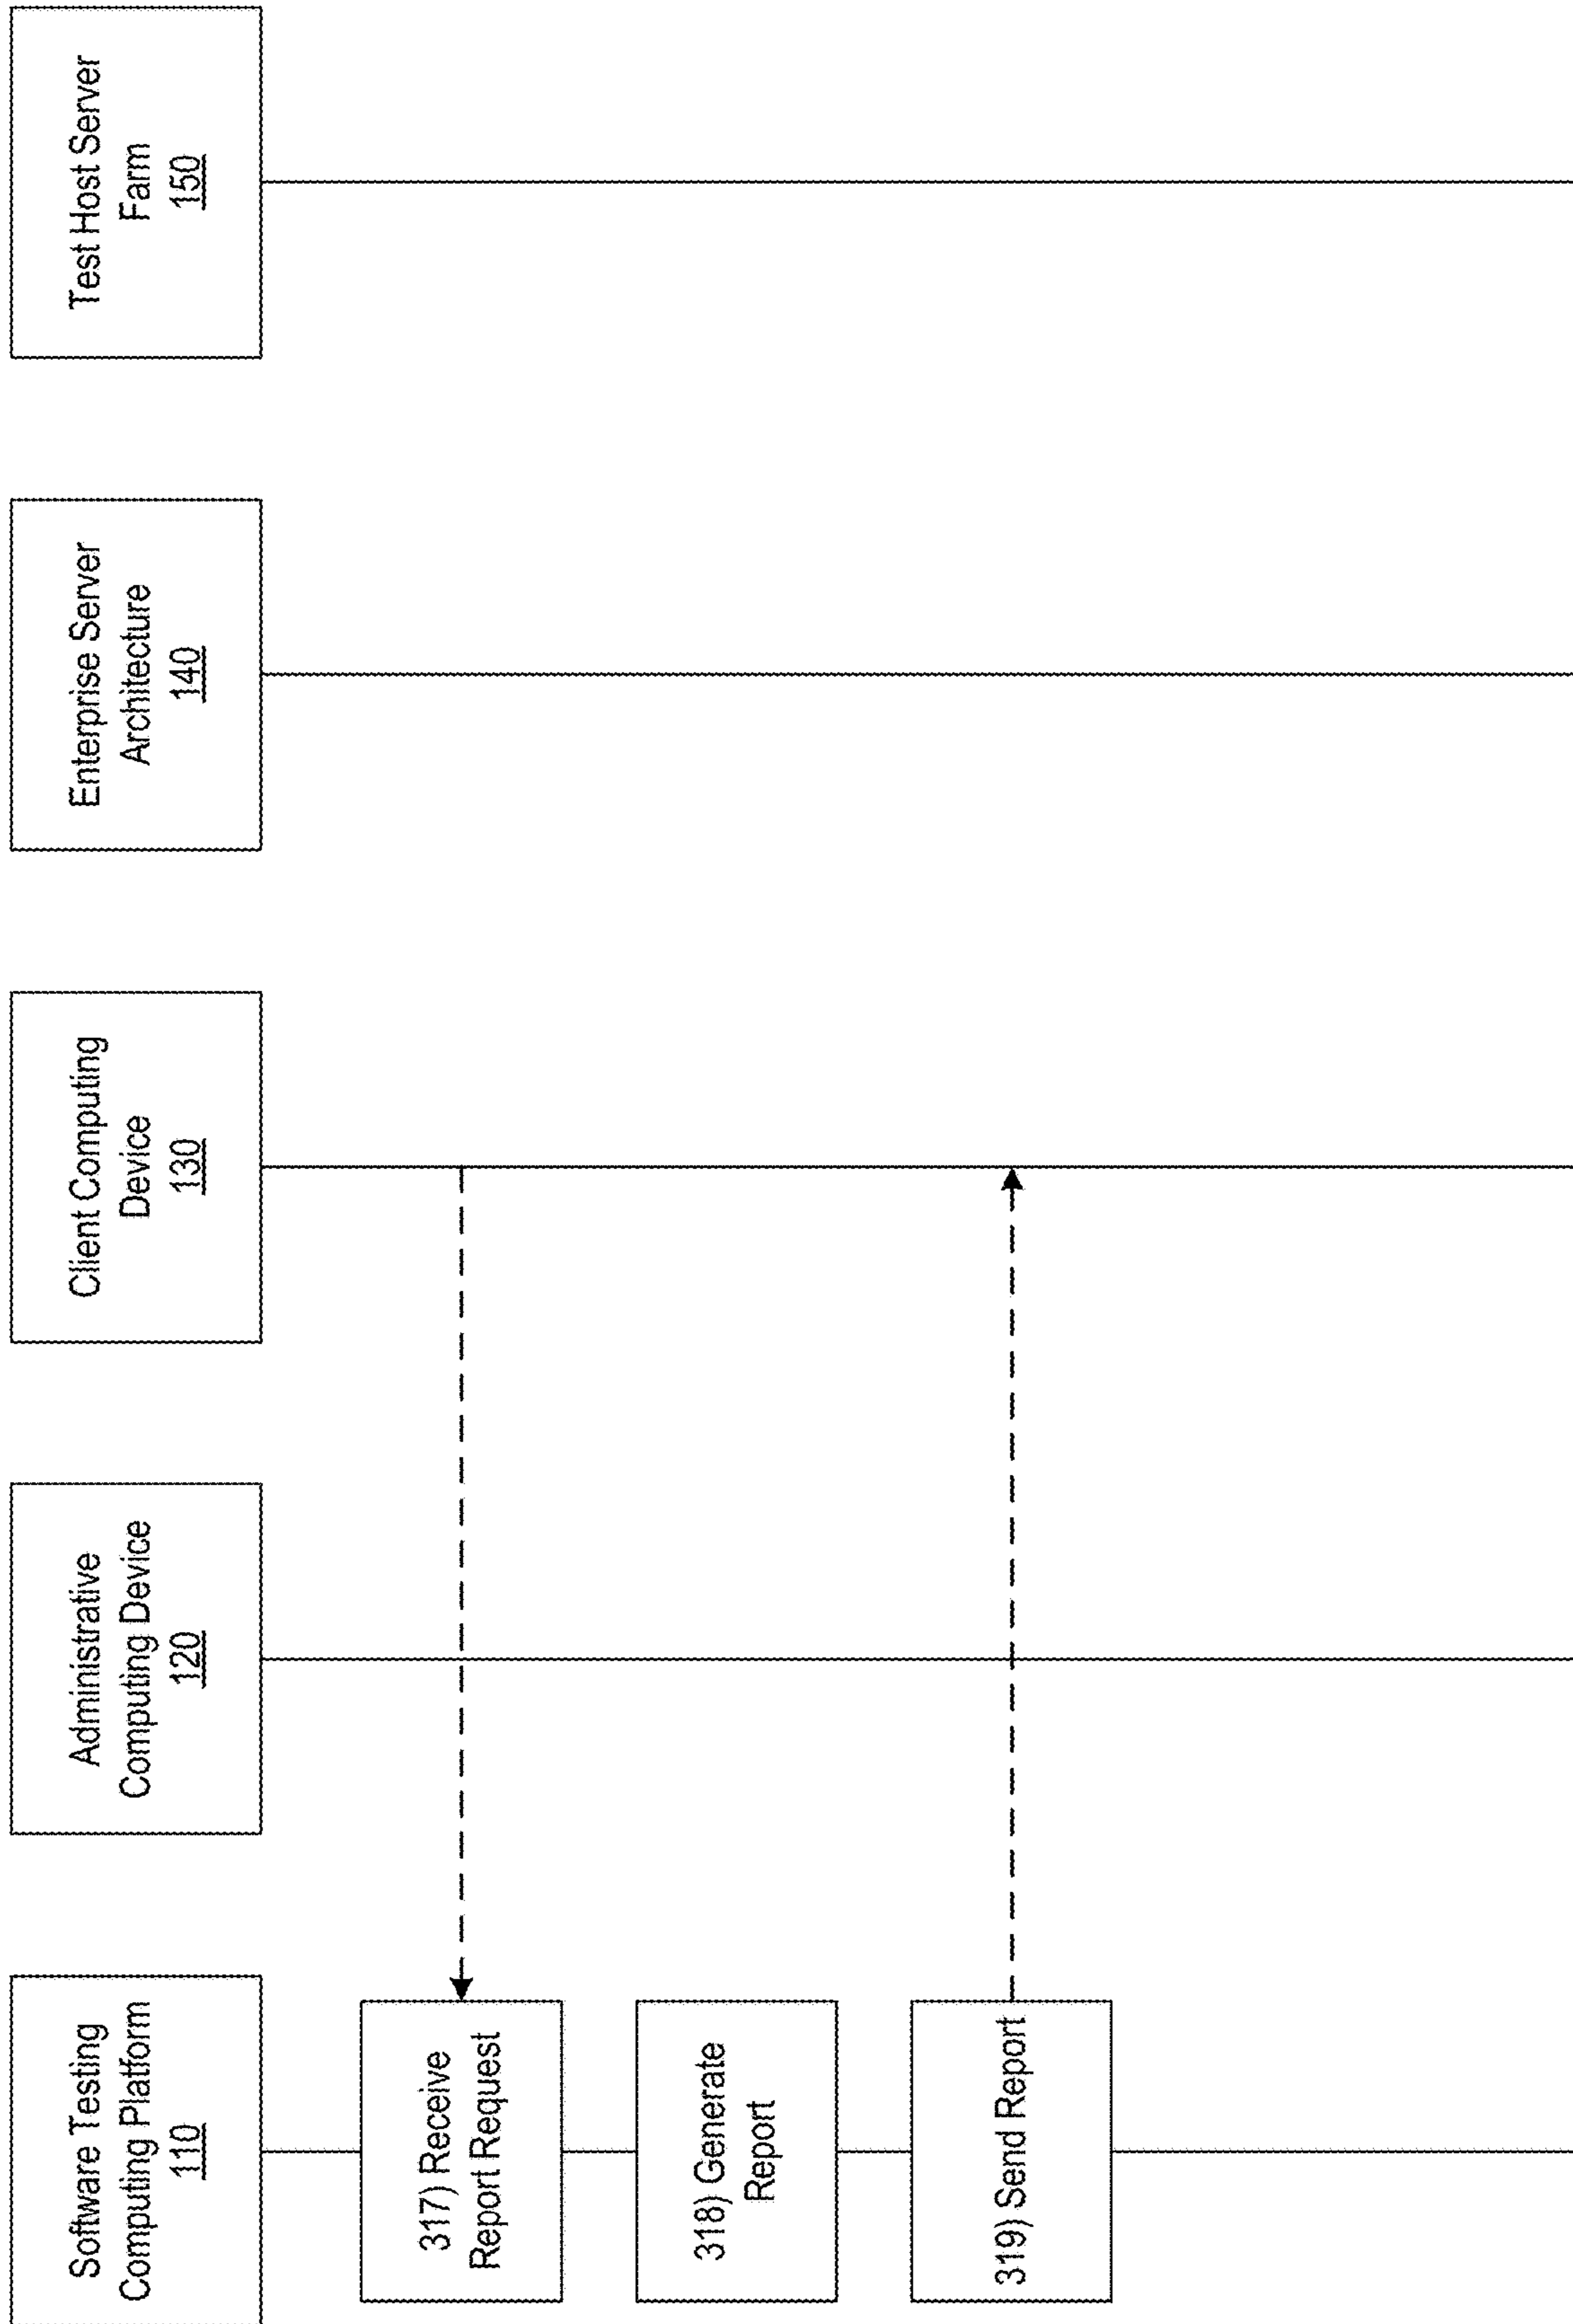 Software Testing
Computing Platform
110
Administrative
Computing Device
120
Client Computing
Device
130
Enterprise Server
Architecture
140
Test Host Server
Farm
150
317) Receive
Report Request
318) Generate
Report
319) Send Report